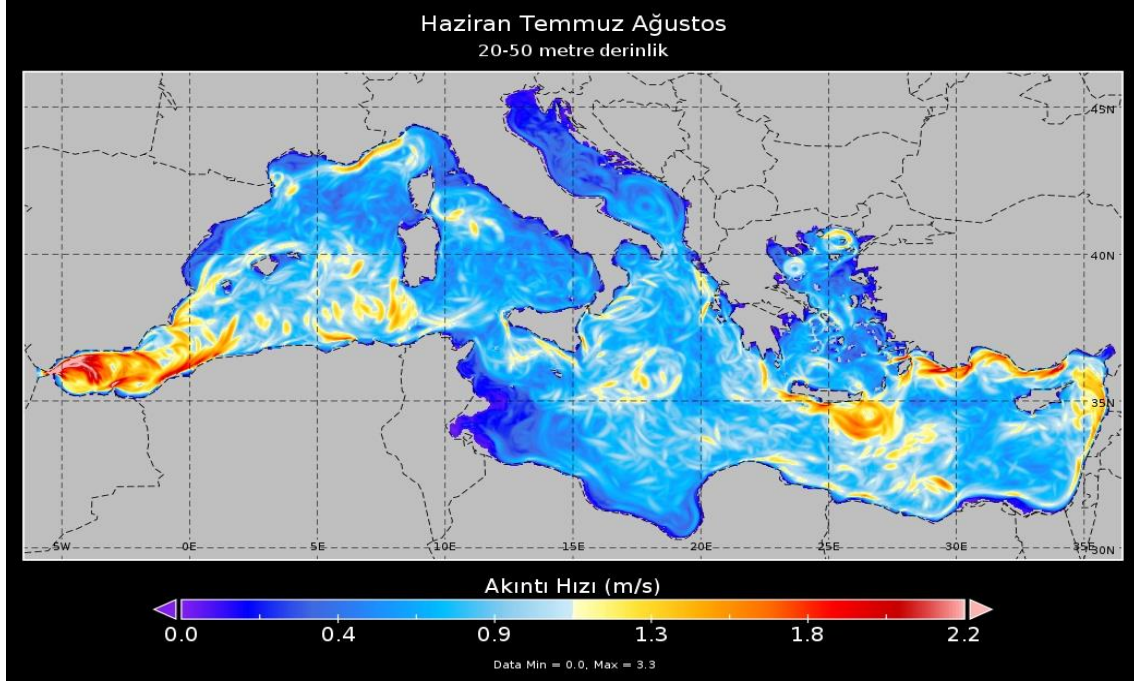 Haziran Temmuz Ağustos
20-50 metre derinlik
45N
40N
35N
30N
5W 0E 5E 10E 15E 20E 25E 30E 35E
Akıntı Hızı (m/s)
0.0 0.4 0.9 1.3 1.8 2.2
Data Min = 0.0, Max = 3.3